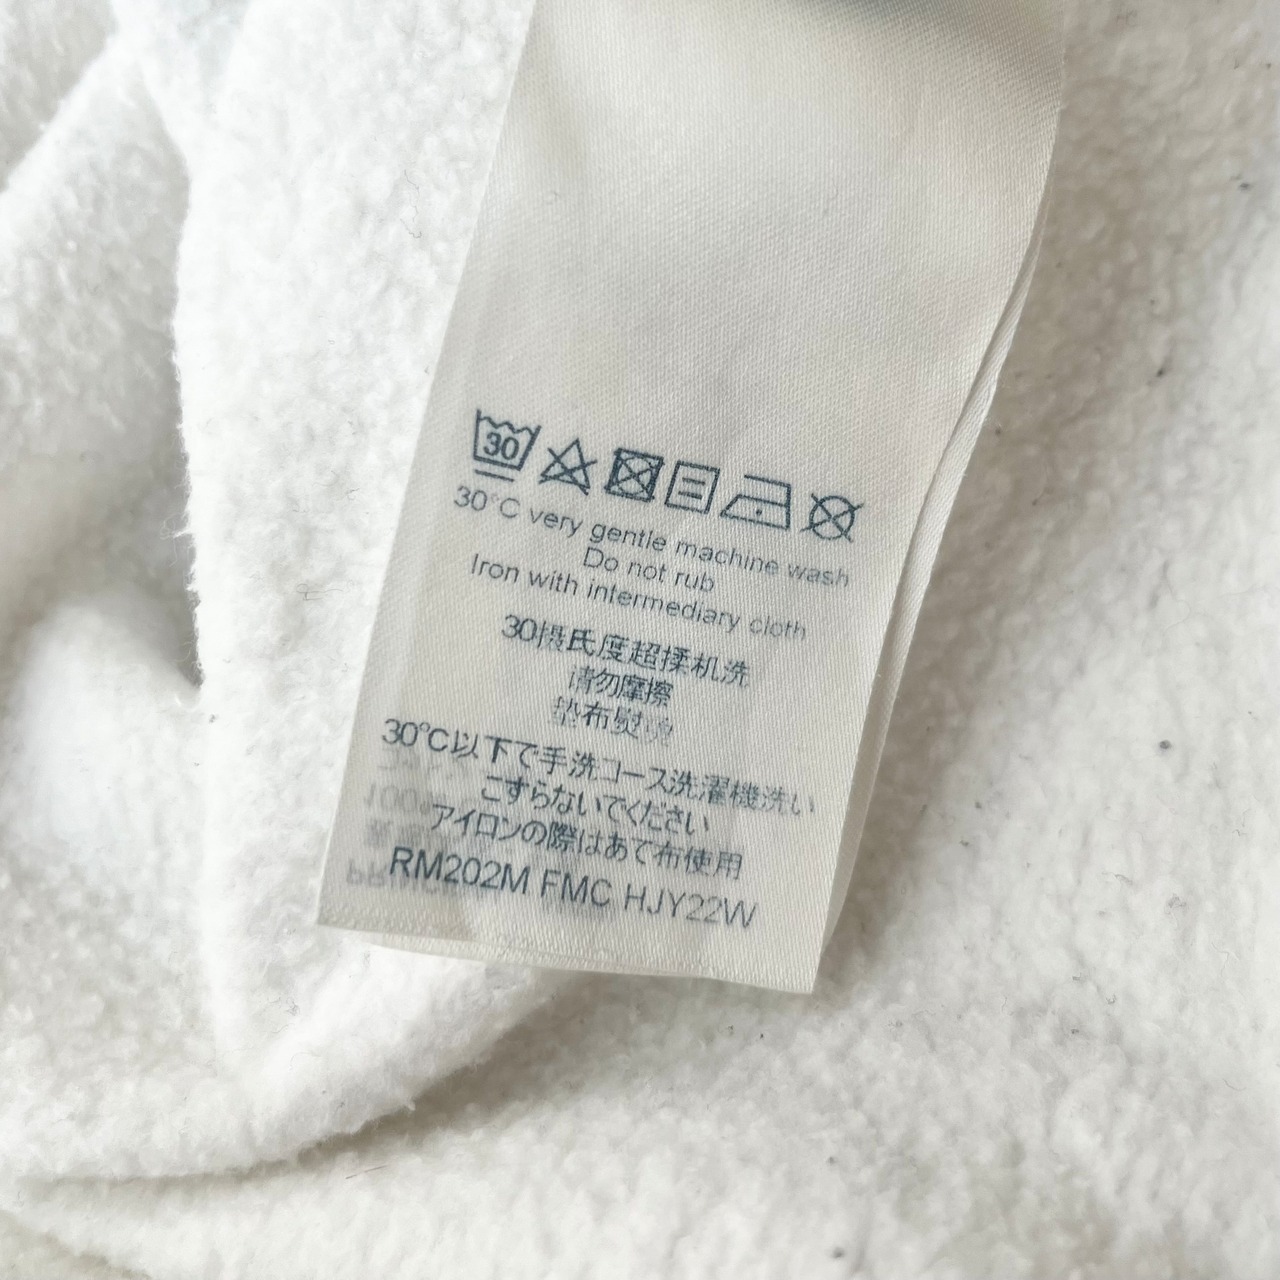 30
30°C very gentle machine wash
Do not rub
Iron with intermediary cloth
30摄氏度超揉机洗
请勿摩擦
垫布熨烫
30°C以下で手洗コース洗濯機洗い
こすらないでください
アイロンの際はあて布使用
RM202M FMC HJY22W